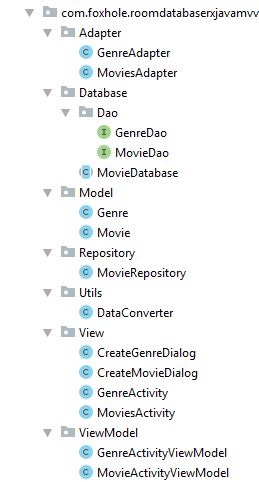 com.foxhole.roomdatabaserxjavamvv
Adapter
GenreAdapter
MoviesAdapter
Database
Dao
GenreDao
MovieDao
MovieDatabase
Model
Genre
Movie
Repository
MovieRepository
Utils
DataConverter
View
CreateGenreDialog
CreateMovieDialog
GenreActivity
MoviesActivity
ViewModel
GenreActivityViewModel
MovieActivityViewModel